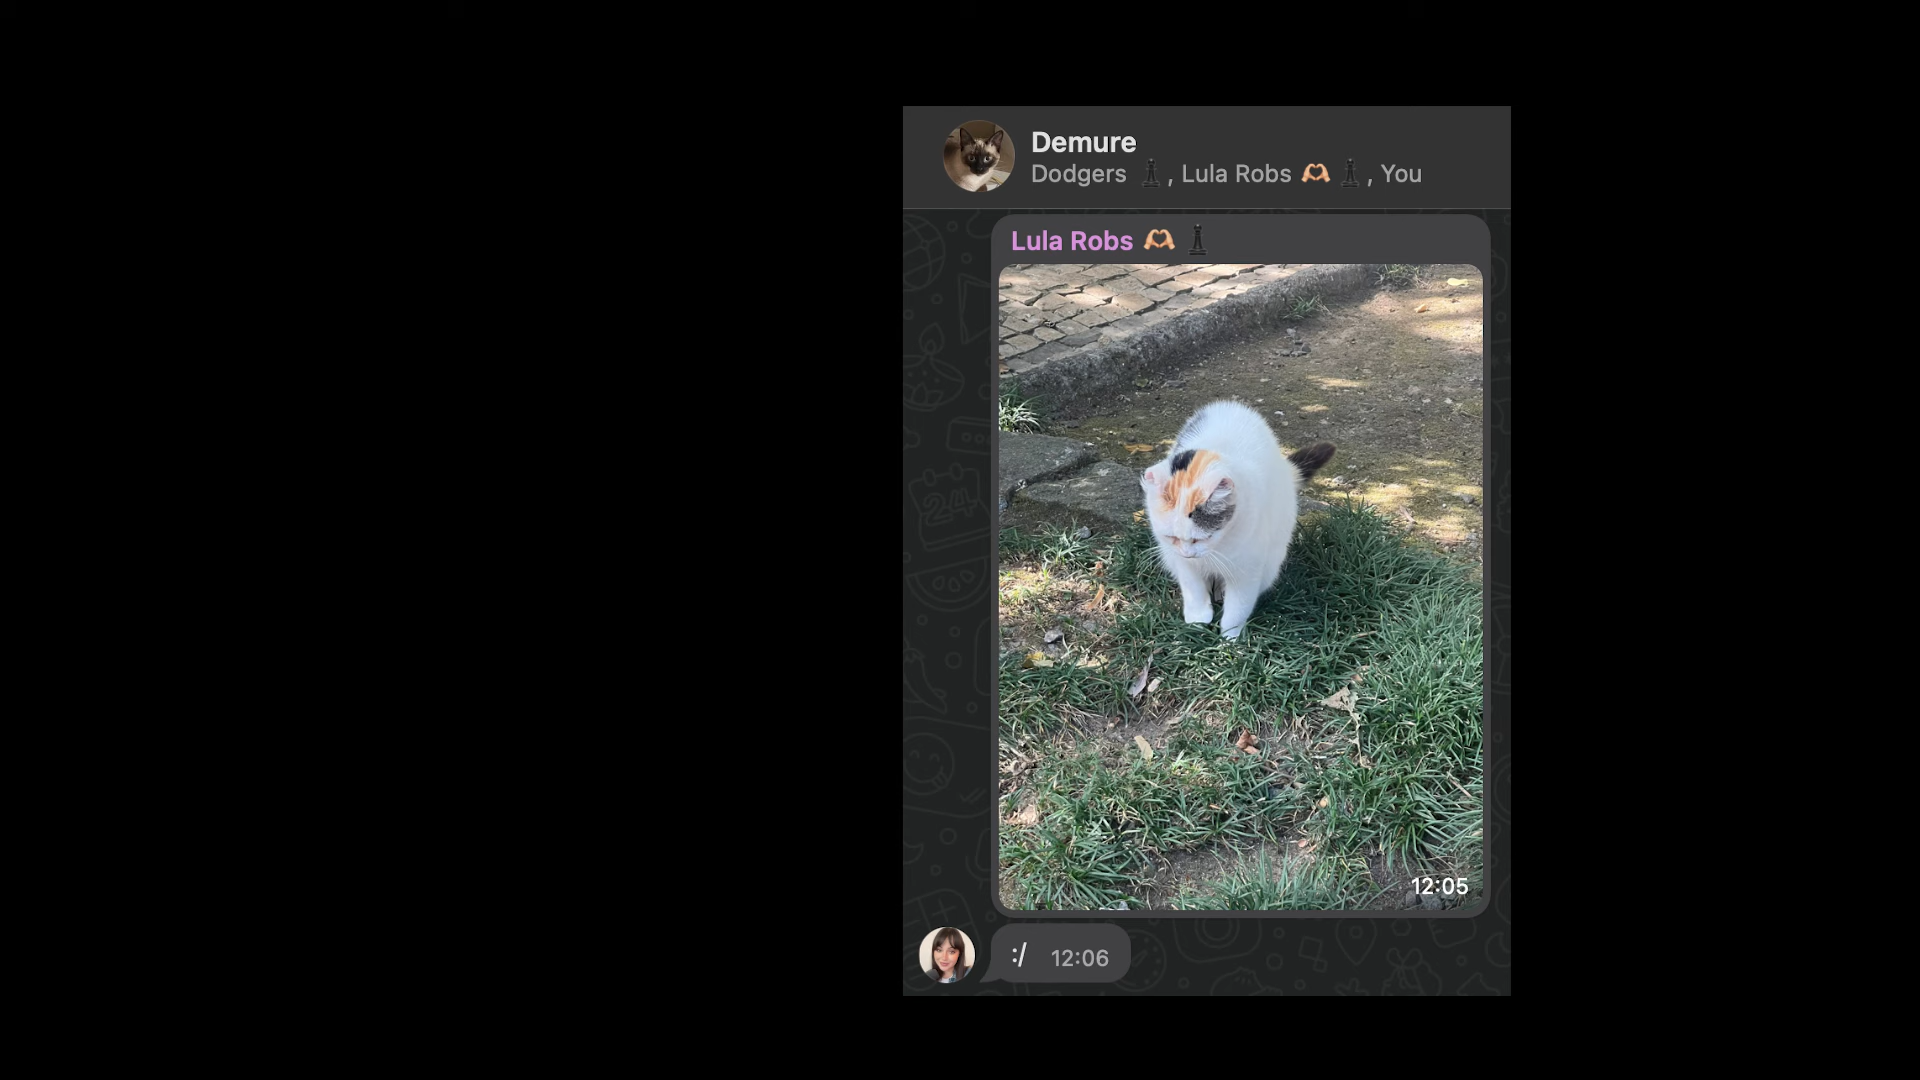 Demure
Dodgers ♟️, Lula Robs 🫶🏼♟️, You
Lula Robs 🫶🏼♟️
12:05
:/ 12:06